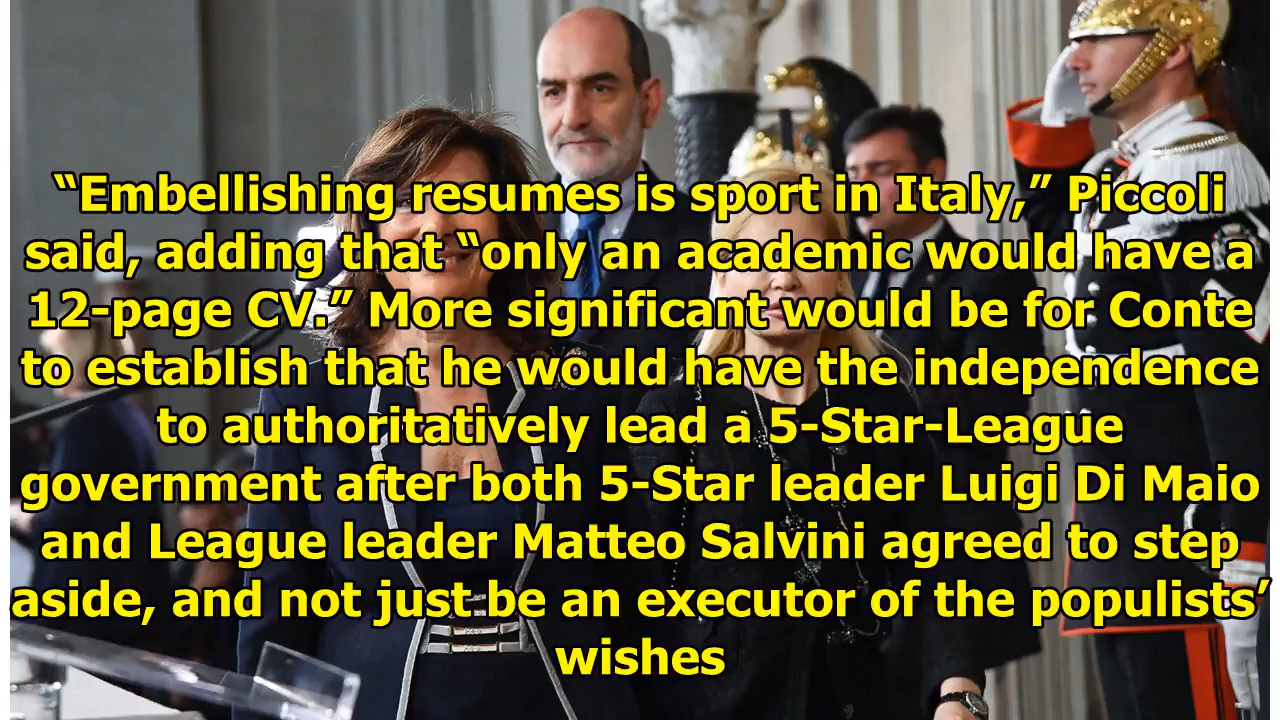 “Embellishing resumes is sport in Italy,” Piccoli
said, adding that “only an academic would have a
12-page CV.” More significant would be for Conte
to establish that he would have the independence
to authoritatively lead a 5-Star-League
government after both 5-Star leader Luigi Di Maio
and League leader Matteo Salvini agreed to step
aside, and not just be an executor of the populists’
wishes